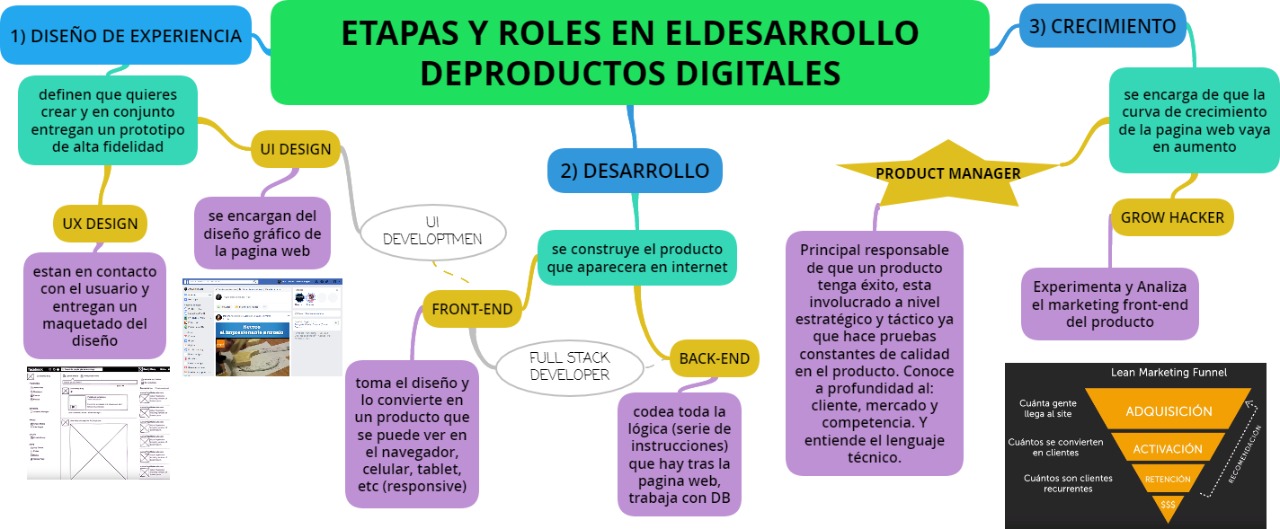 ETAPAS Y ROLES EN ELDESARROLLO
DEPRODUCTOS DIGITALES
1) DISEÑO DE EXPERIENCIA
definen que quieres
crear y en conjunto
entregan un prototipo
de alta fidelidad
UX DESIGN
estan en contacto
con el usuario y
entregan un
maquetado del
diseño
UI DESIGN
se encargan del
diseño gráfico de
la pagina web
UI
DEVELOPTMEN
2) DESARROLLO
se construye el producto
que aparecera en internet
FRONT-END
toma el diseño y
lo convierte en
un producto que
se puede ver en
el navegador,
celular, tablet,
etc (responsive)
FULL STACK
DEVELOPER
BACK-END
codea toda la
lógica (serie de
instrucciones)
que hay tras la
pagina web,
trabaja con DB
3) CRECIMIENTO
se encarga de que la
curva de crecimiento
de la pagina web vaya
en aumento
PRODUCT MANAGER
Principal responsable
de que un producto
tenga éxito, esta
involucrado a nivel
estratégico y táctico ya
que hace pruebas
constantes de calidad
en el producto. Conoce
a profundidad al:
cliente, mercado y
competencia. Y
entiende el lenguaje
técnico.
GROW HACKER
Experimenta y Analiza
el marketing front-end
del producto
Lean Marketing Funnel
Cuánta gente
llega al site
ADQUISICIÓN
Cuántos se convierten
en clientes
ACTIVACIÓN
Cuántos son clientes
recurrentes
RETENCIÓN
$$$
RECOMENDACIÓN